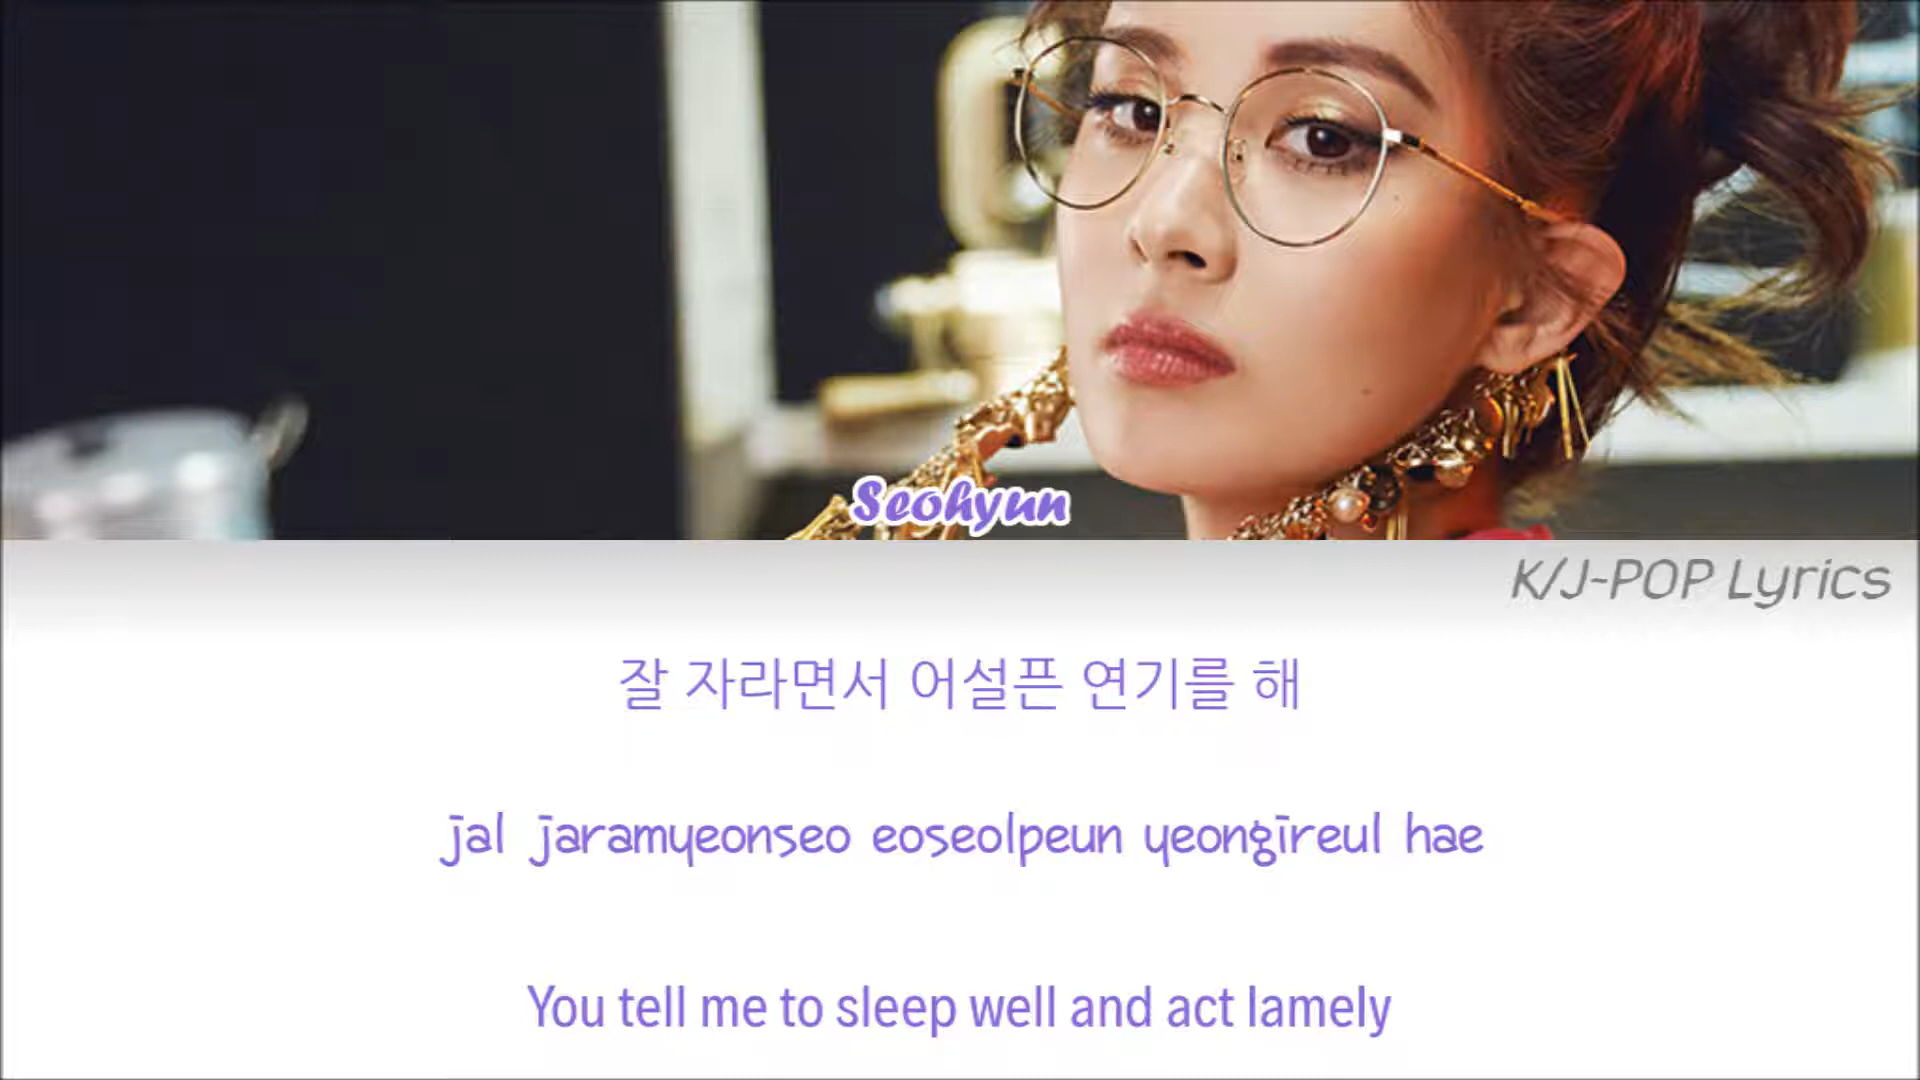 Seohyun
K/J-POP Lyrics
잘 자라면서 어설픈 연기를 해
jal jaramyeonseo eoseolpeun yeongireul hae
You tell me to sleep well and act lamely